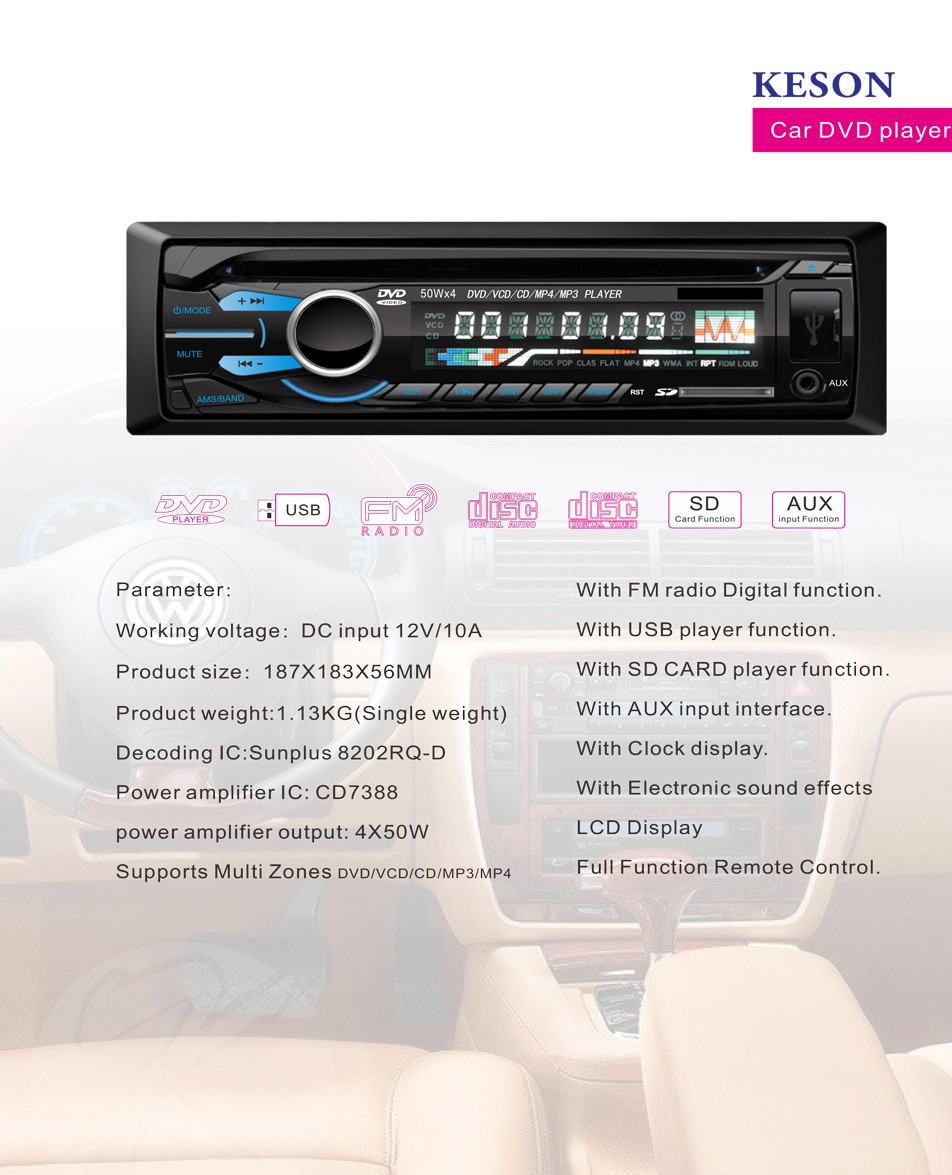 KESON
Car DVD player
DVD
VIDEO
50Wx4 DVD/VCD/CD/MP4/MP3 PLAYER
⏻/MODE
+
MUTE
−
AMS/BAND
DVD
VCD
CD
ROCK POP CLAS FLAT MP4 MP3 WMA INT RPT RDM LOUD
RST
SD
AUX
DVD
PLAYER
USB
FM
RADIO
COMPACT
disc
DIGITAL AUDIO
COMPACT
disc
DIGITAL AUDIO
SD
Card Function
AUX
input Function
Parameter:
Working voltage: DC input 12V/10A
Product size: 187X183X56MM
Product weight:1.13KG(Single weight)
Decoding IC:Sunplus 8202RQ-D
Power amplifier IC: CD7388
power amplifier output: 4X50W
Supports Multi Zones DVD/VCD/CD/MP3/MP4
With FM radio Digital function.
With USB player function.
With SD CARD player function.
With AUX input interface.
With Clock display.
With Electronic sound effects
LCD Display
Full Function Remote Control.